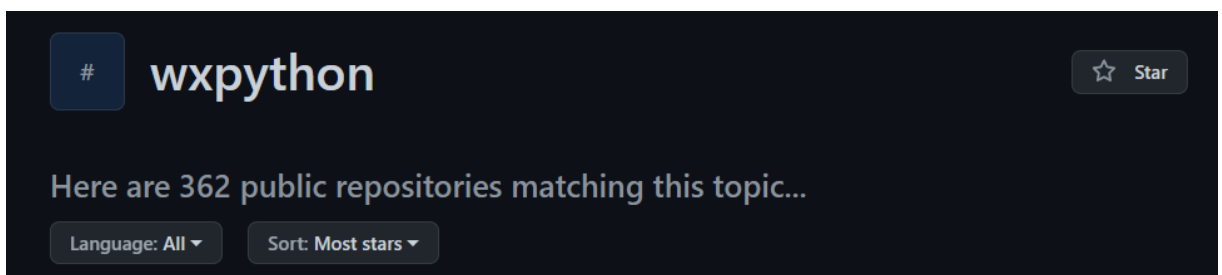 #
wxpython
Star
Here are 362 public repositories matching this topic...
Language: All
Sort: Most stars